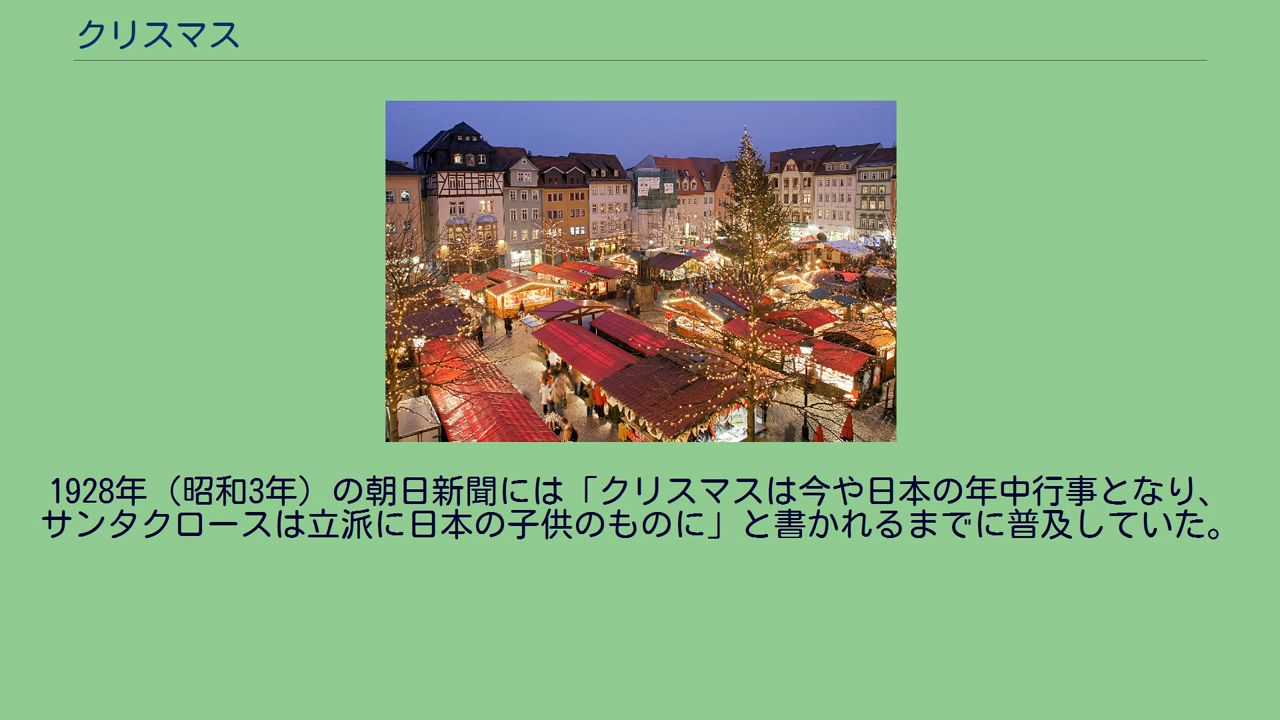 クリスマス
1928年（昭和3年）の朝日新聞には「クリスマスは今や日本の年中行事となり、
サンタクロースは立派に日本の子供のものに」と書かれるまでに普及していた。